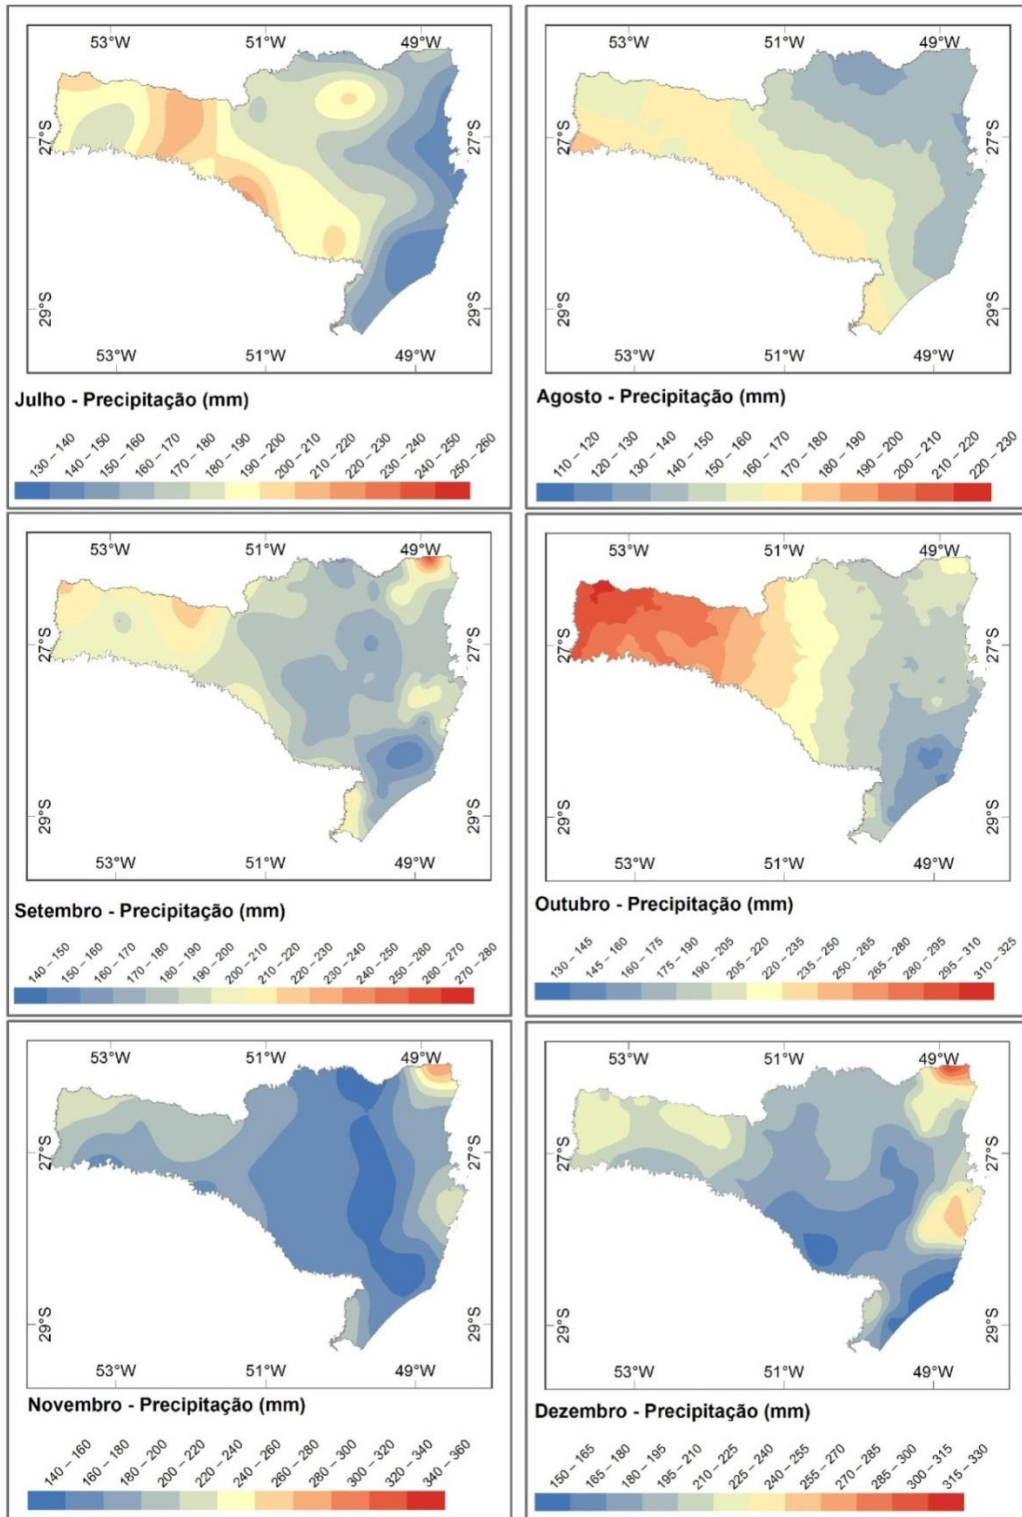 53°W 51°W 49°W
27°S 27°S
29°S 29°S
53°W 51°W 49°W
Julho - Precipitação (mm)
130 – 140
140 – 150
150 – 160
160 – 170
170 – 180
180 – 190
190 – 200
200 – 210
210 – 220
220 – 230
230 – 240
240 – 250
250 – 260
53°W 51°W 49°W
27°S 27°S
29°S 29°S
53°W 51°W 49°W
Agosto - Precipitação (mm)
110 – 120
120 – 130
130 – 140
140 – 150
150 – 160
160 – 170
170 – 180
180 – 190
190 – 200
200 – 210
210 – 220
220 – 230
53°W 51°W 49°W
27°S 27°S
29°S 29°S
53°W 51°W 49°W
Setembro - Precipitação (mm)
140 – 150
150 – 160
160 – 170
170 – 180
180 – 190
190 – 200
200 – 210
210 – 220
220 – 230
230 – 240
240 – 250
250 – 260
260 – 270
270 – 280
53°W 51°W 49°W
27°S 27°S
29°S 29°S
53°W 51°W 49°W
Outubro - Precipitação (mm)
130 – 145
145 – 160
160 – 175
175 – 190
190 – 205
205 – 220
220 – 235
235 – 250
250 – 265
265 – 280
280 – 295
295 – 310
310 – 325
53°W 51°W 49°W
27°S 27°S
29°S 29°S
53°W 51°W 49°W
Novembro - Precipitação (mm)
140 – 160
160 – 180
180 – 200
200 – 220
220 – 240
240 – 260
260 – 280
280 – 300
300 – 320
320 – 340
340 – 360
53°W 51°W 49°W
27°S 27°S
29°S 29°S
53°W 51°W 49°W
Dezembro - Precipitação (mm)
150 – 165
165 – 180
180 – 195
195 – 210
210 – 225
225 – 240
240 – 255
255 – 270
270 – 285
285 – 300
300 – 315
315 – 330